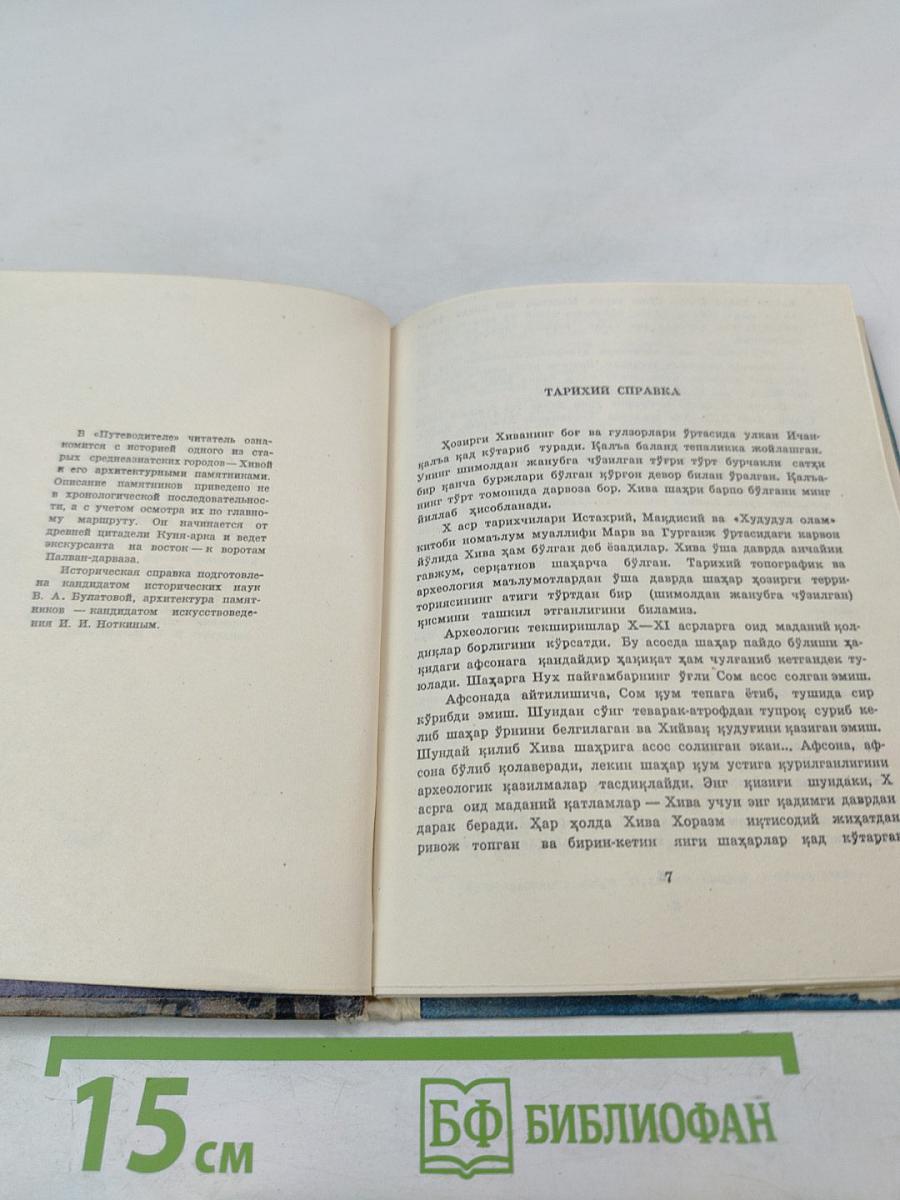 В «Путеводителе» читатель озна-
комится с историей одного из ста-
рых среднеазиатских городов — Хивой
и его архитектурными памятниками.
Описание памятников приведено не
в хронологической последовательнос-
ти, а с учетом осмотра их по главно-
му маршруту. Он начинается от
древней цитадели Куня-арка и ведет
экскурсанта на восток — к воротам
Палван-дарваза.
Историческая справка подготовле-
на кандидатом исторических наук
В. А. Булатовой, архитектура памят-
ников — кандидатом искусствоведе-
ния И. И. Ноткиным.
ТАРИХИЙ СПРАВКА
Ҳозирги Хиванинг боғ ва гулзорлари ўртасида улкан Ичан-
қалъа қад кўтариб туради. Қалъа баланд тепаликка жойлашган.
Унинг шимолдан жанубга чўзилган тўғри тўрт бурчакли сатҳи
бир қанча буржлари бўлган қўргон девор билан ўралган. Қалъа-
нинг тўрт томонида дарвоза бор. Хива шаҳри барпо бўлгани минг
йиллаб ҳисобланади.
X аср тарихчилари Истахрий, Мақдисий ва «Худудул олам»
китоби номаълум муаллифи Марв ва Гурганж ўртасидаги карвон
йўлида Хива ҳам бўлган деб ёзадилар. Хива ўша даврда анчайин
гавжум, серқатнов шаҳарча бўлган. Тарихий топографик ва
археология маълумотлардан ўша даврда шаҳар ҳозирги терри-
ториясининг атиги тўртдан бир (шимолдан жанубга чўзилган)
қисмини ташкил этганлигини биламиз.
Археологик текширишлар X—XI асрларга оид маданий қол-
диқлар борлигини кўрсатди. Бу асосда шаҳар пайдо бўлиши ҳа-
қидаги афсонага қандайдир ҳақиқат ҳам чулғаниб кетгандек ту-
юлади. Шаҳарга Нух пайғамбарнинг ўғли Сом асос солган эмиш.
Афсонада айтилишича, Сом қум тепага ётиб, тушида сир
кўрибди эмиш. Шундан сўнг теварак-атрофдан тупроқ суриб ке-
либ шаҳар ўрнини белгилаган ва Хийвақ қудуғини қазиган эмиш.
Шундай қилиб Хива шаҳрига асос солинган экан... Афсона, аф-
сона бўлиб қолаверади, лекин шаҳар қум устига қурилганлигини
археологик қазилмалар тасдиқлайди. Энг қизиғи шундаки, X
асрга оид маданий қатламлар — Хива учун энг қадимги даврдан
дарак беради. Ҳар ҳолда Хива Хоразм иқтисодий жиҳатдан
ривож топган ва бирин-кетин янги шаҳарлар қад кўтарган
7
15 см
БФ БИБЛИОФАН